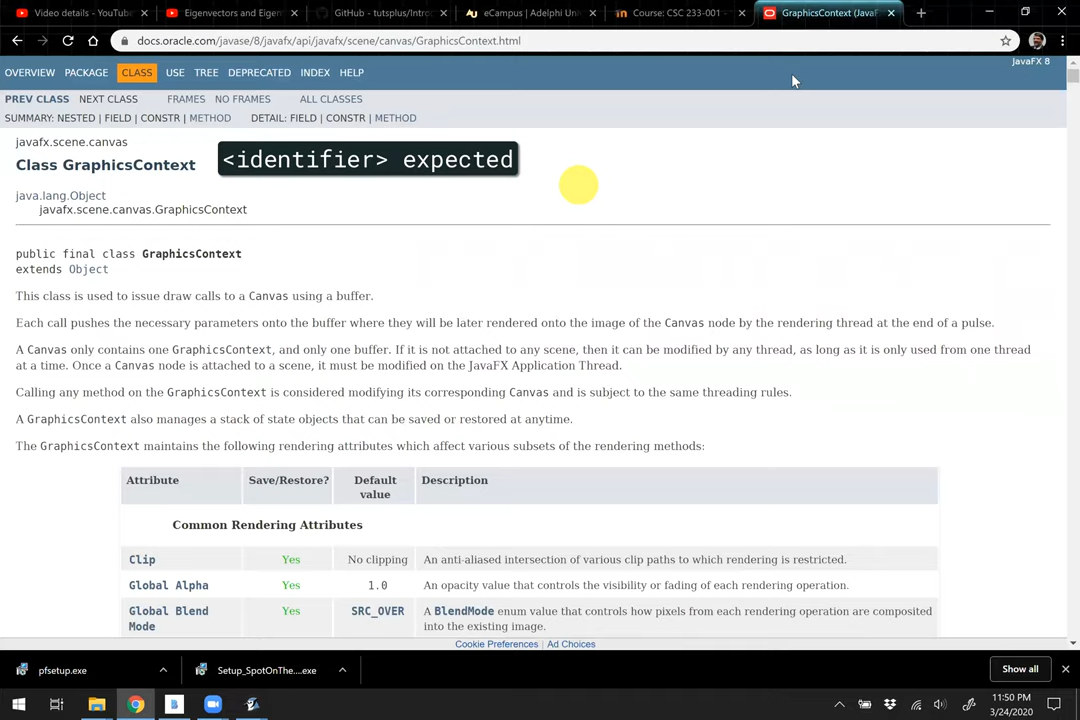 Video details - YouTube
Eigenvectors and Eigen
GitHub - tutsplus/Intro
eCampus | Adelphi Uni
Course: CSC 233-001 -
GraphicsContext (JavaF
docs.oracle.com/javase/8/javafx/api/javafx/scene/canvas/GraphicsContext.html
OVERVIEW PACKAGE CLASS USE TREE DEPRECATED INDEX HELP
JavaFX 8
PREV CLASS NEXT CLASS FRAMES NO FRAMES ALL CLASSES
SUMMARY: NESTED | FIELD | CONSTR | METHOD DETAIL: FIELD | CONSTR | METHOD
javafx.scene.canvas
Class GraphicsContext
<identifier> expected
java.lang.Object
javafx.scene.canvas.GraphicsContext
public final class GraphicsContext
extends Object
This class is used to issue draw calls to a Canvas using a buffer.
Each call pushes the necessary parameters onto the buffer where they will be later rendered onto the image of the Canvas node by the rendering thread at the end of a pulse.
A Canvas only contains one GraphicsContext, and only one buffer. If it is not attached to any scene, then it can be modified by any thread, as long as it is only used from one thread
at a time. Once a Canvas node is attached to a scene, it must be modified on the JavaFX Application Thread.
Calling any method on the GraphicsContext is considered modifying its corresponding Canvas and is subject to the same threading rules.
A GraphicsContext also manages a stack of state objects that can be saved or restored at anytime.
The GraphicsContext maintains the following rendering attributes which affect various subsets of the rendering methods:
Attribute Save/Restore? Default value Description
Common Rendering Attributes
Clip Yes No clipping An anti-aliased intersection of various clip paths to which rendering is restricted.
Global Alpha Yes 1.0 An opacity value that controls the visibility or fading of each rendering operation.
Global Blend Mode Yes SRC_OVER A BlendMode enum value that controls how pixels from each rendering operation are composited
into the existing image.
Cookie Preferences | Ad Choices
pfsetup.exe
Setup_SpotOnThe....exe
Show all
11:50 PM
3/24/2020